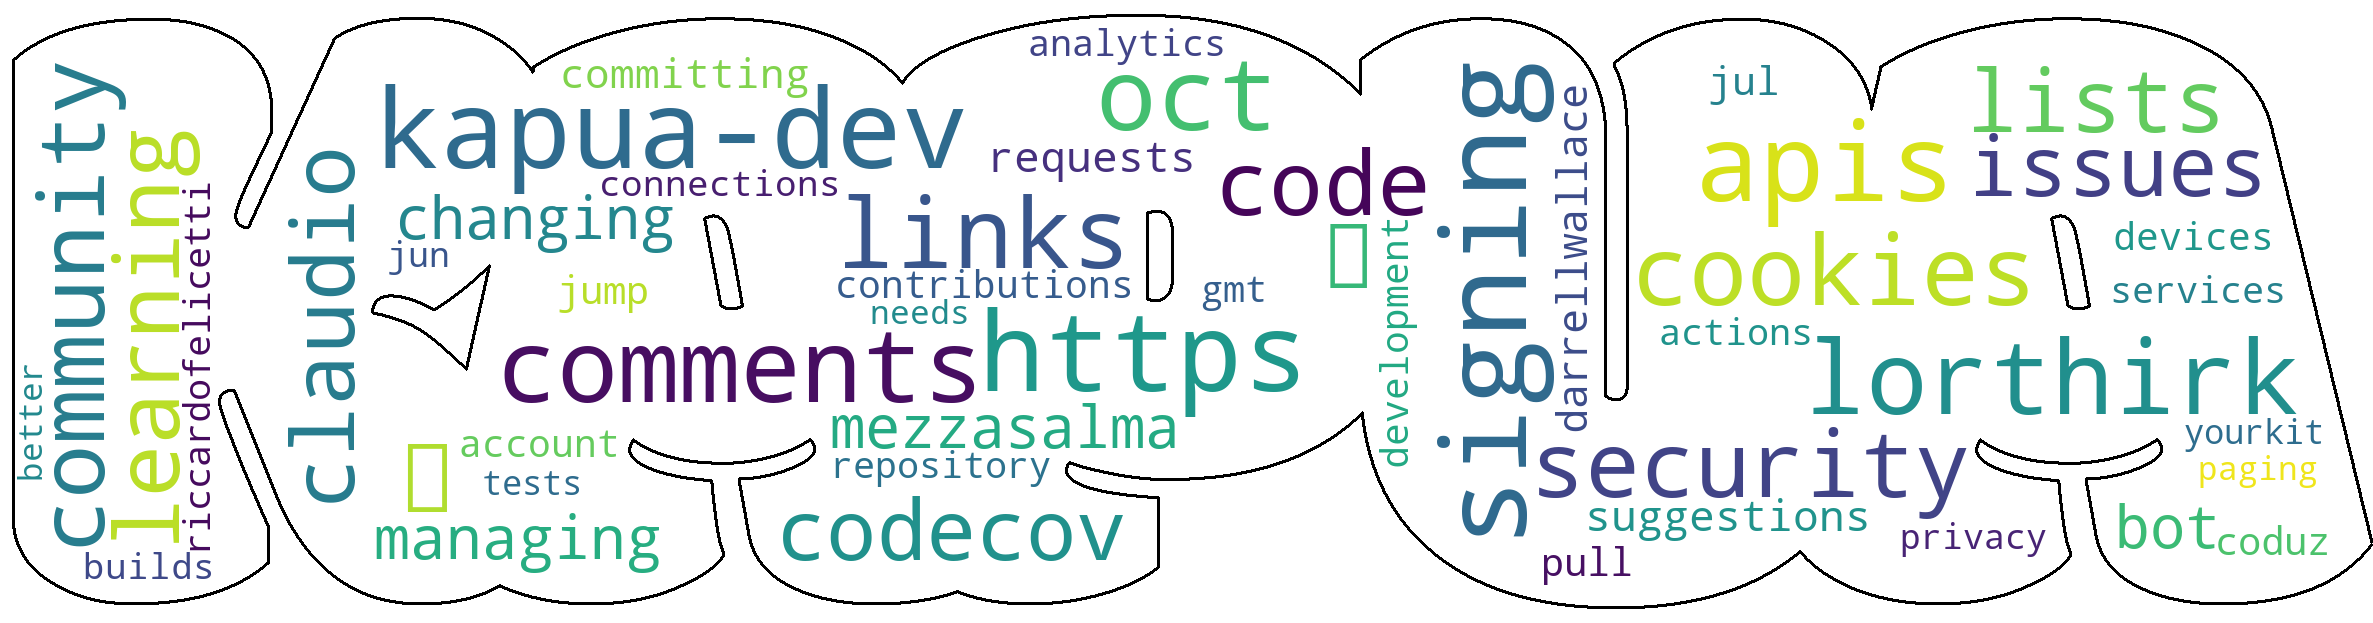 community
learning
riccardofelicetti
better
builds
claudio
committing
kapua-dev
connections
changing
jun
jump
analytics
oct
requests
code
links
contributions
needs
gmt
https
comments
mezzasalma
repository
account
tests
managing
codecov
development
signing
darrellwallace
jul
lists
apis
issues
cookies
devices
services
actions
lorthirk
security
yourkit
paging
suggestions
privacy
bot
coduz
pull